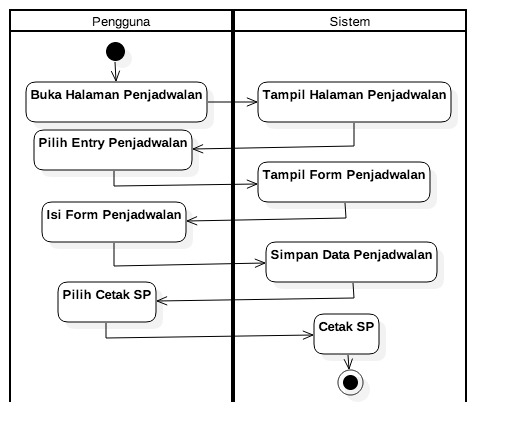 Pengguna
Sistem
Buka Halaman Penjadwalan
Tampil Halaman Penjadwalan
Pilih Entry Penjadwalan
Tampil Form Penjadwalan
Isi Form Penjadwalan
Simpan Data Penjadwalan
Pilih Cetak SP
Cetak SP